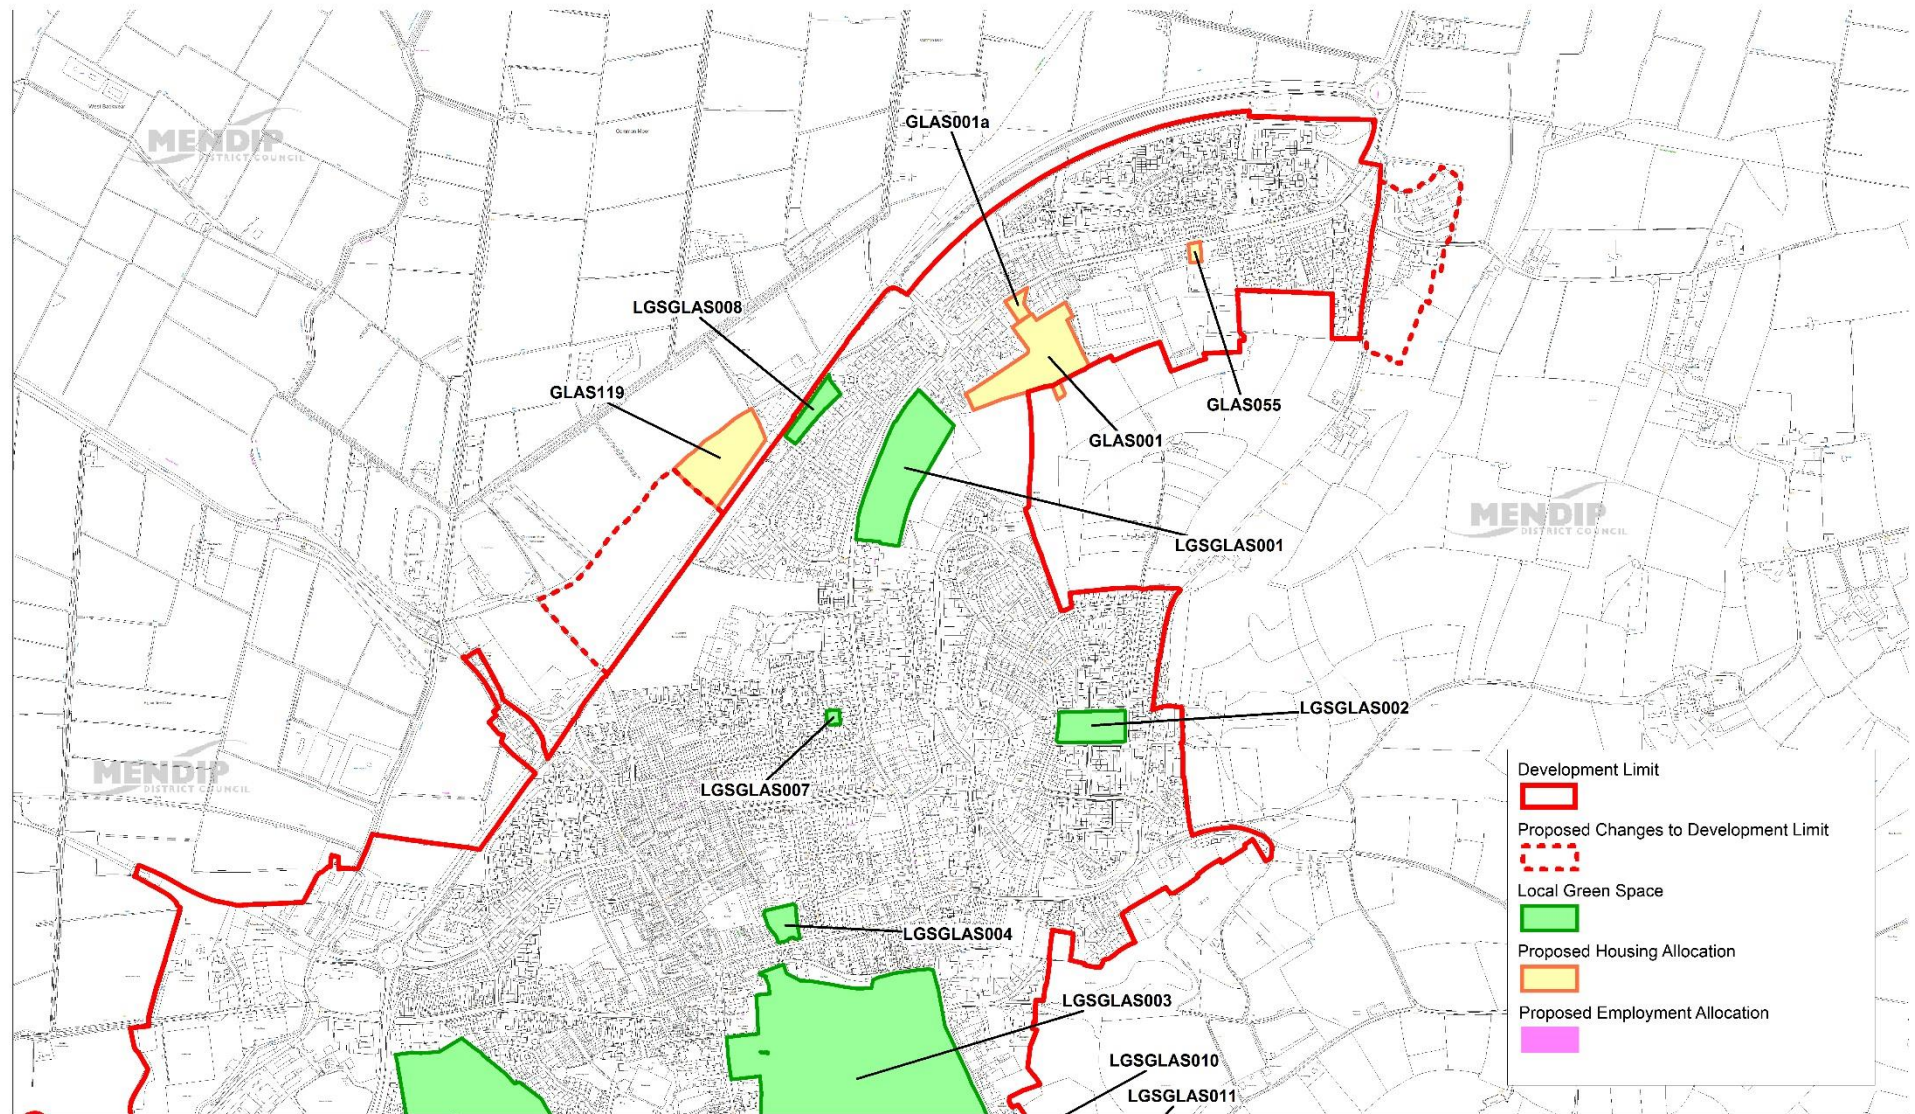 GLAS001a
MENDIP
DISTRICT COUNCIL
LGSGLAS008
GLAS119
GLAS055
GLAS001
MENDIP
DISTRICT COUNCIL
LGSGLAS001
LGSGLAS002
MENDIP
DISTRICT COUNCIL
LGSGLAS007
Development Limit
Proposed Changes to Development Limit
Local Green Space
Proposed Housing Allocation
Proposed Employment Allocation
LGSGLAS004
LGSGLAS003
LGSGLAS010
LGSGLAS011